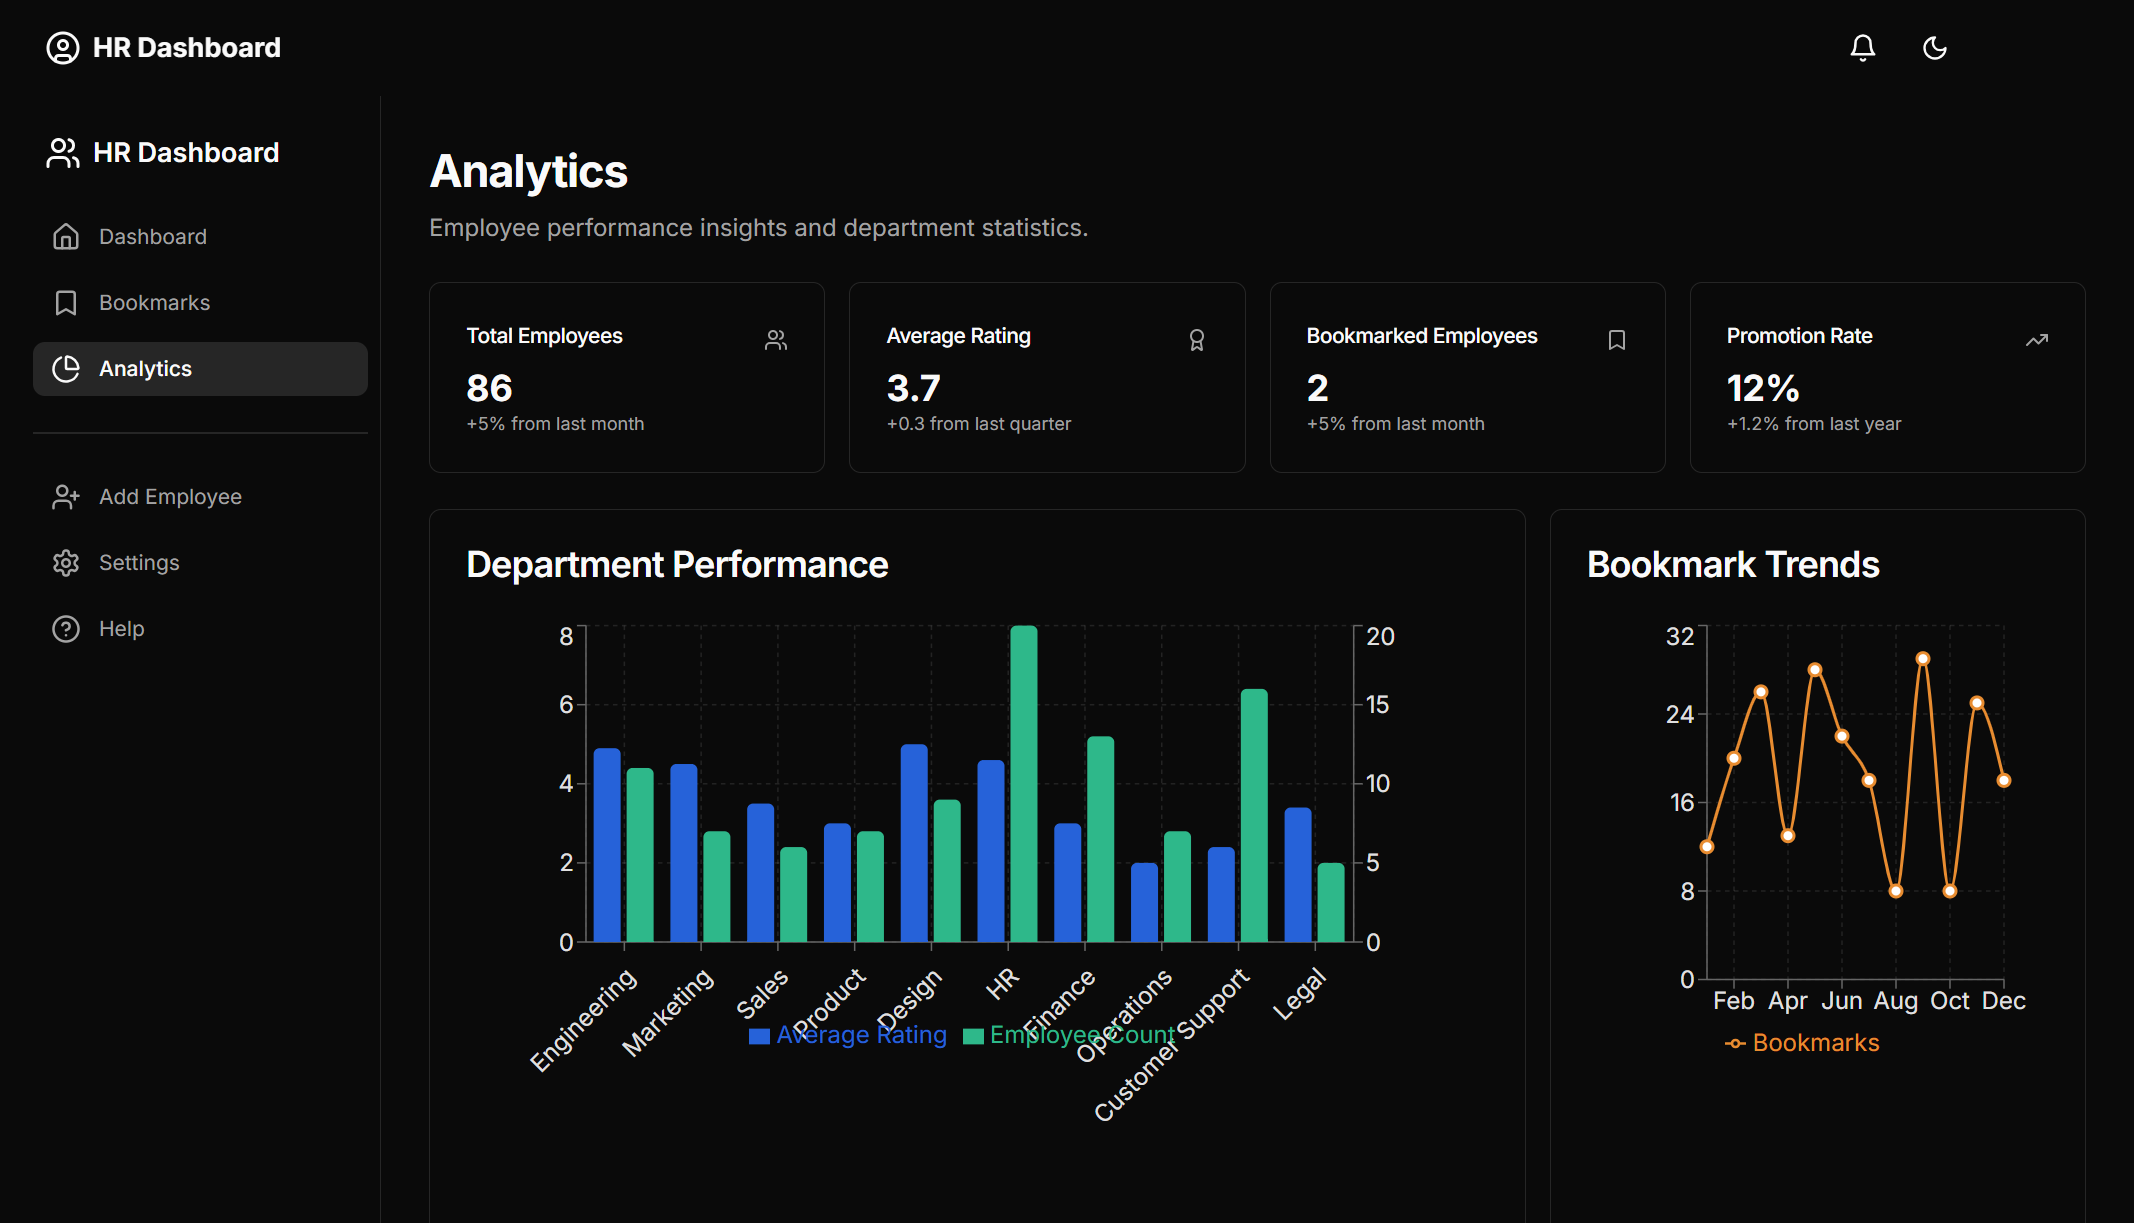 HR Dashboard
HR Dashboard
Dashboard
Bookmarks
Analytics
Add Employee
Settings
Help
Analytics
Employee performance insights and department statistics.
Total Employees
86
+5% from last month
Average Rating
3.7
+0.3 from last quarter
Bookmarked Employees
2
+5% from last month
Promotion Rate
12%
+1.2% from last year
Department Performance
8
6
4
2
0
20
15
10
5
0
Engineering
Marketing
Sales
Product
Design
HR
Finance
Operations
Customer Support
Legal
Average Rating
Employee Count
Bookmark Trends
32
24
16
8
0
Feb Apr Jun Aug Oct Dec
Bookmarks